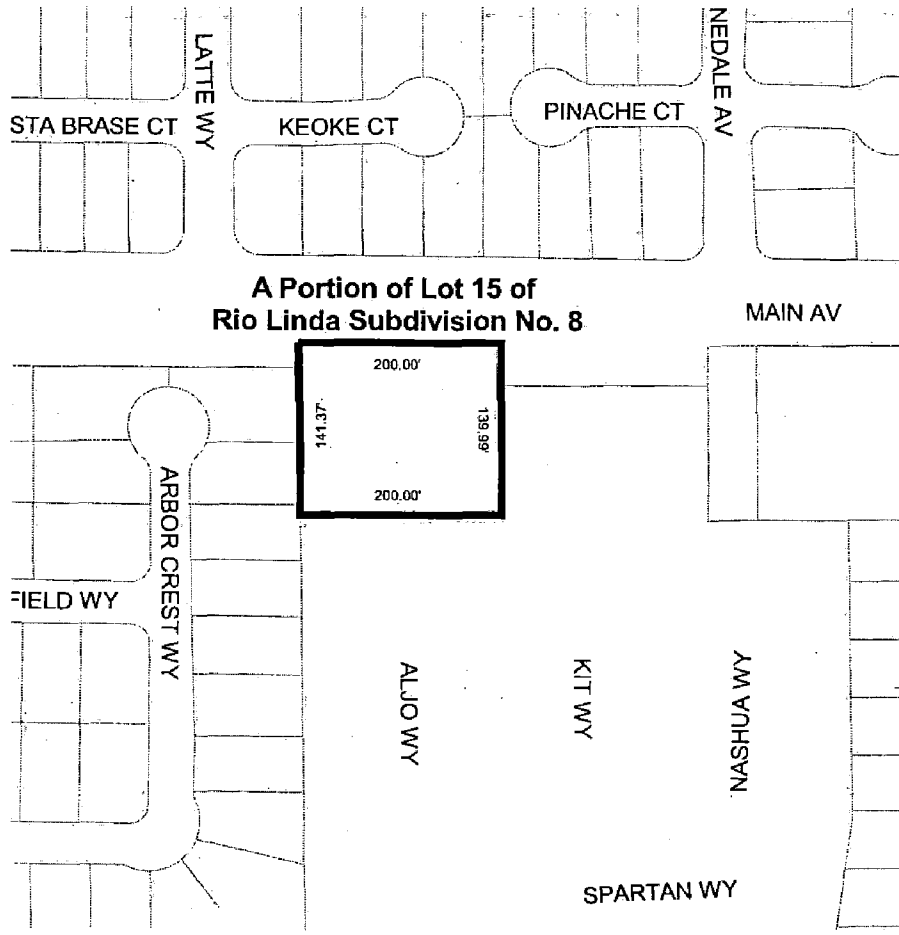 LATTE WY
NEDALE AV
STA BRASE CT
KEOKE CT
PINACHE CT
A Portion of Lot 15 of
Rio Linda Subdivision No. 8
MAIN AV
200.00'
141.37'
139.99'
200.00'
ARBOR CREST WY
FIELD WY
ALJO WY
KIT WY
NASHUA WY
SPARTAN WY